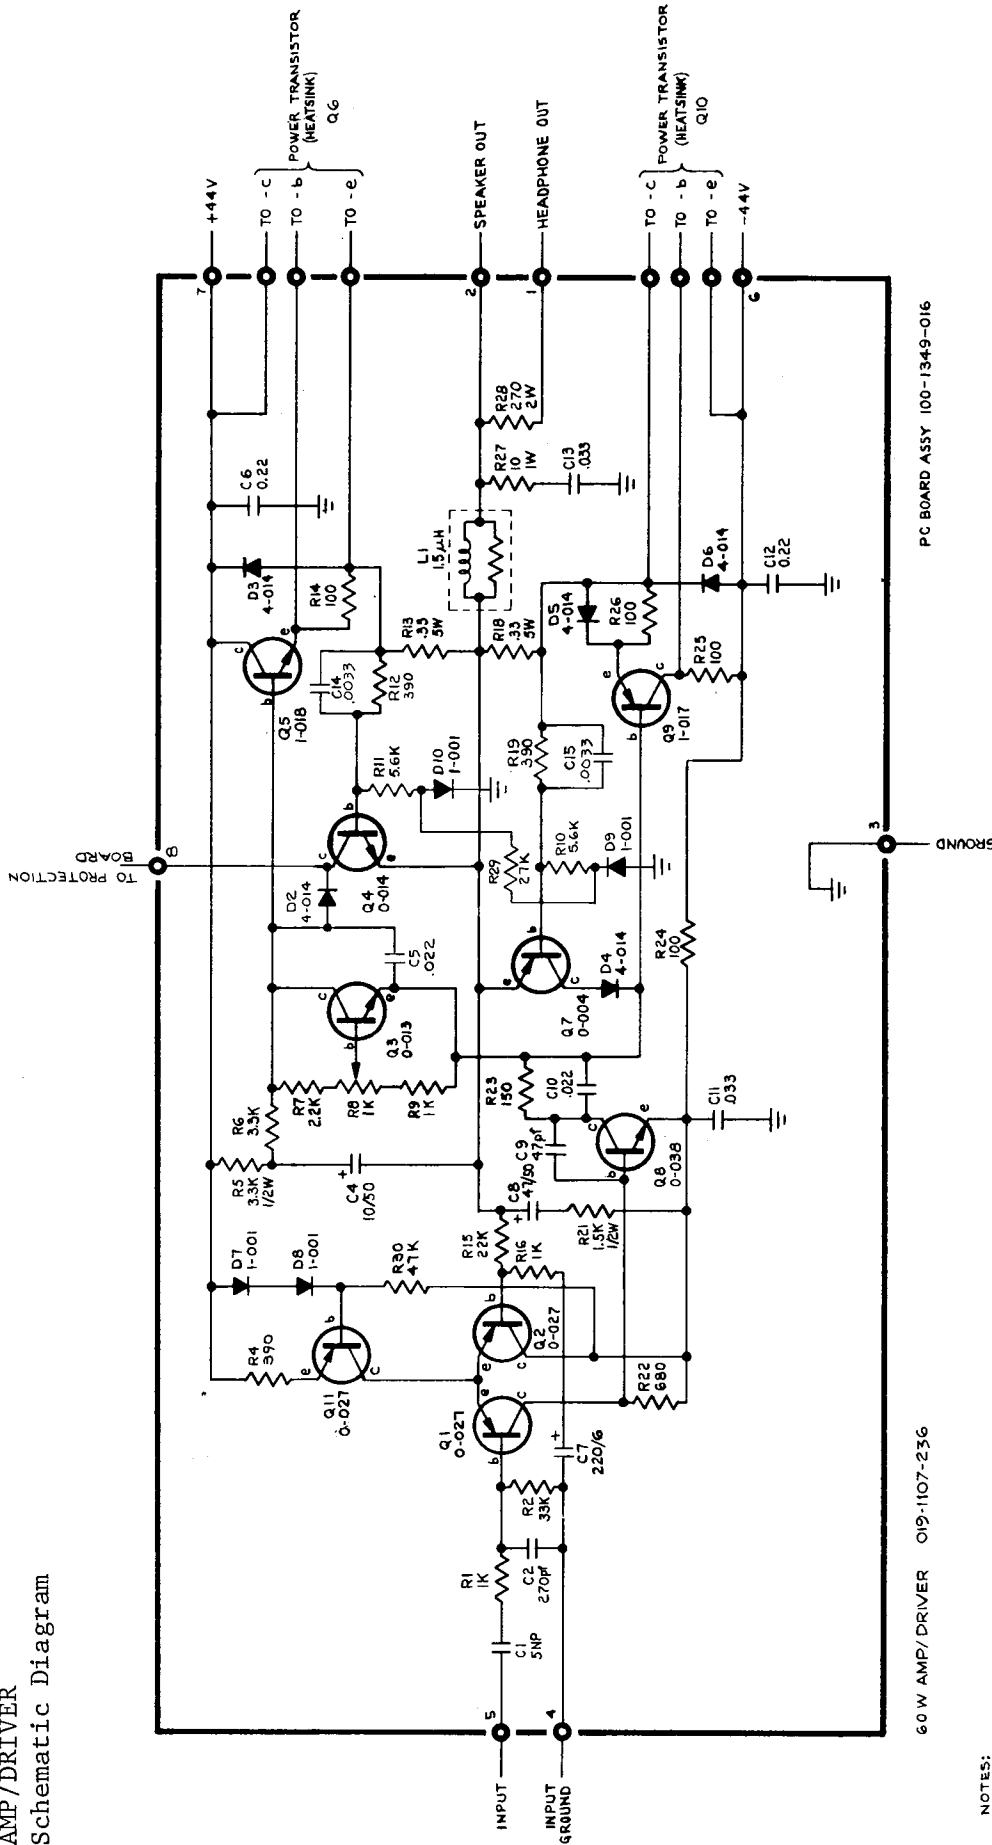 AMP/DRIVER
Schematic Diagram
TO PROTECTION
BOARD
8
7
+44V
TO -C
TO -b
TO -e
POWER TRANSISTOR
(HEATSINK)
Q6
2
SPEAKER OUT
1
HEADPHONE OUT
TO -C
TO -b
TO -e
POWER TRANSISTOR
(HEATSINK)
Q10
6
-44V
3
GROUND
5
INPUT
4
INPUT
GROUND
C1
5NP
R1
1K
C2
270pf
R2
33K
C7
+
220/6
Q1
0-027
b
e
c
Q2
0-027
b
e
c
Q11
0-027
e
b
c
R4
390
D7
1-001
D8
1-001
R30
47K
R15
22K
R16
1K
R22
680
R5
3.3K
1/2W
R6
3.3K
C4
+
10/50
R7
2.2K
R8
1K
R9
1K
Q3
0-013
b
c
e
C5
.022
D2
4-014
Q4
0-014
c
b
e
R11
5.6K
D10
1-001
C8
+
47/50
R21
1.5K
1/2W
C9
47pf
R23
150
C10
.022
Q8
0-038
b
c
e
C11
.033
Q7
0-004
e
b
c
D4
4-014
R24
100
R29
27K
R10
5.6K
D9
1-001
R19
390
C15
.0033
Q5
1-018
b
c
e
C14
.0033
R12
390
R13
.33
5W
R18
.33
5W
R14
100
D3
4-014
C6
0.22
L1
1.5µH
R27
10
1W
C13
.033
R28
270
2W
Q9
1-017
b
e
c
D5
4-014
R26
100
R25
100
D6
4-014
C12
0.22
60W AMP/DRIVER 019-1107-236
PC BOARD ASSY 100-1349-016
NOTES: